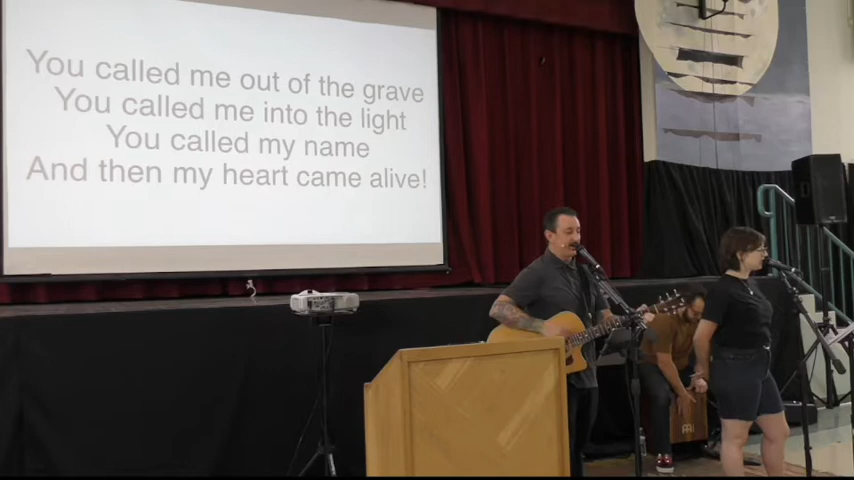 You called me out of the grave
You called me into the light
You called my name
And then my heart came alive!